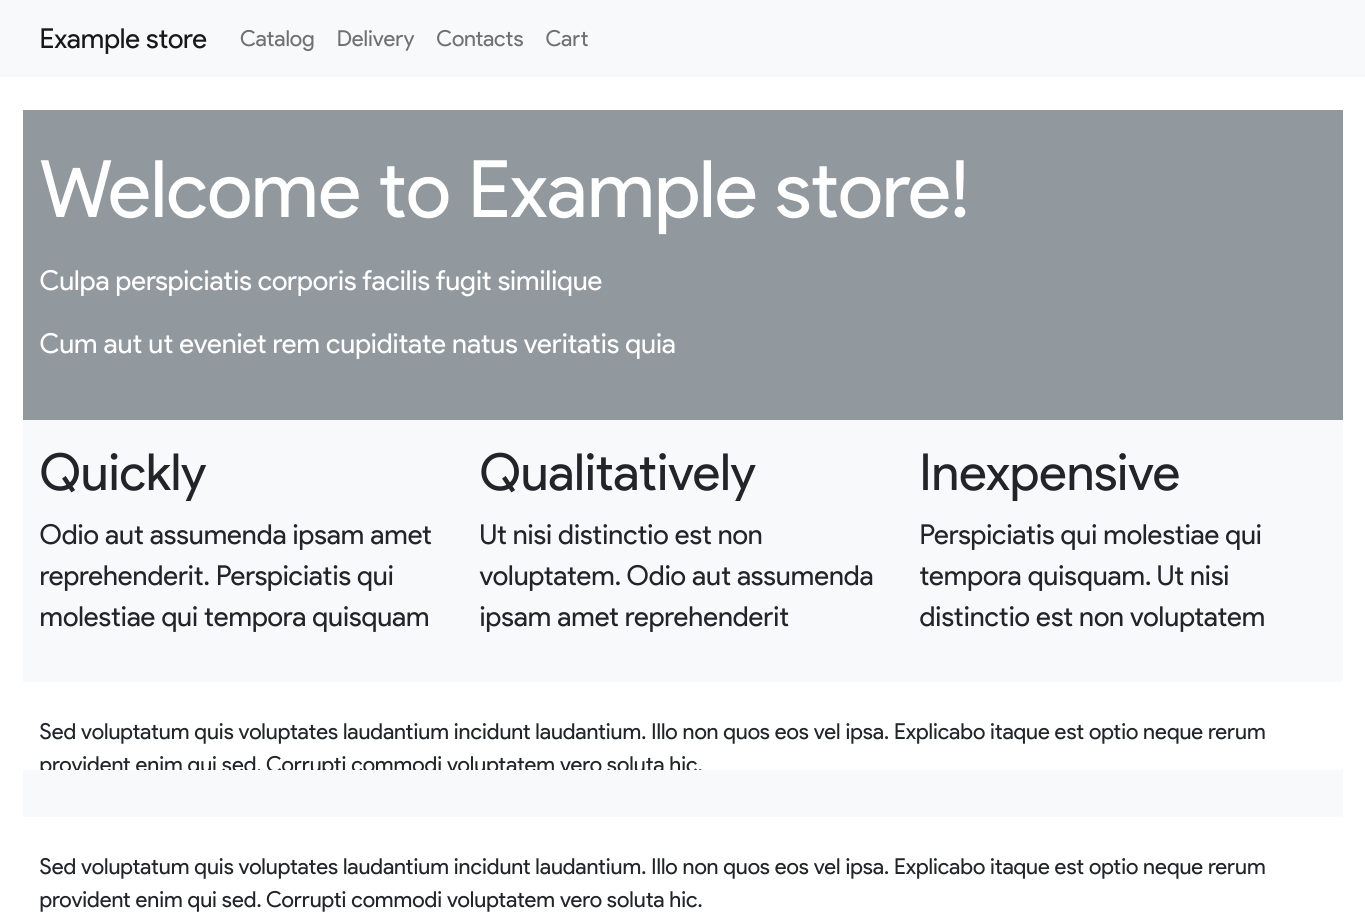 Example store Catalog Delivery Contacts Cart
Welcome to Example store!
Culpa perspiciatis corporis facilis fugit similique
Cum aut ut eveniet rem cupiditate natus veritatis quia
Quickly
Odio aut assumenda ipsam amet
reprehenderit. Perspiciatis qui
molestiae qui tempora quisquam
Qualitatively
Ut nisi distinctio est non
voluptatem. Odio aut assumenda
ipsam amet reprehenderit
Inexpensive
Perspiciatis qui molestiae qui
tempora quisquam. Ut nisi
distinctio est non voluptatem
Sed voluptatum quis voluptates laudantium incidunt laudantium. Illo non quos eos vel ipsa. Explicabo itaque est optio neque rerum
provident enim qui sed. Corrupti commodi voluptatem vero soluta hic.
Sed voluptatum quis voluptates laudantium incidunt laudantium. Illo non quos eos vel ipsa. Explicabo itaque est optio neque rerum
provident enim qui sed. Corrupti commodi voluptatem vero soluta hic.